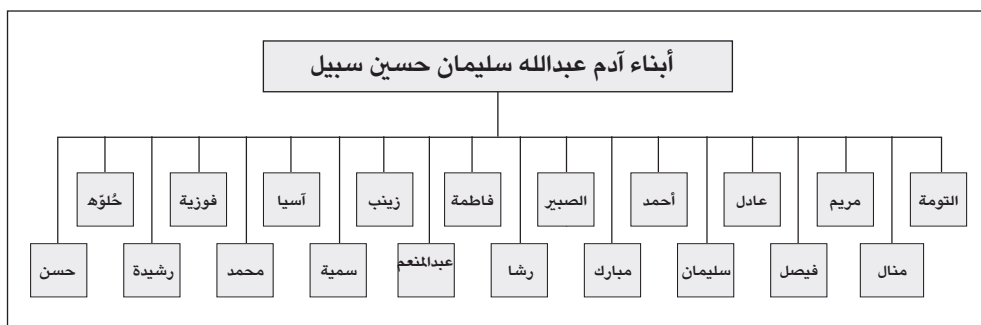 أبناء آدم عبدالله سليمان حسين سبيل
التومة
مريم
عادل
أحمد
الصبير
فاطمة
زينب
آسيا
فوزية
حُلوّه
منال
فيصل
سليمان
مبارك
رشا
عبدالمنعم
سمية
محمد
رشيدة
حسن